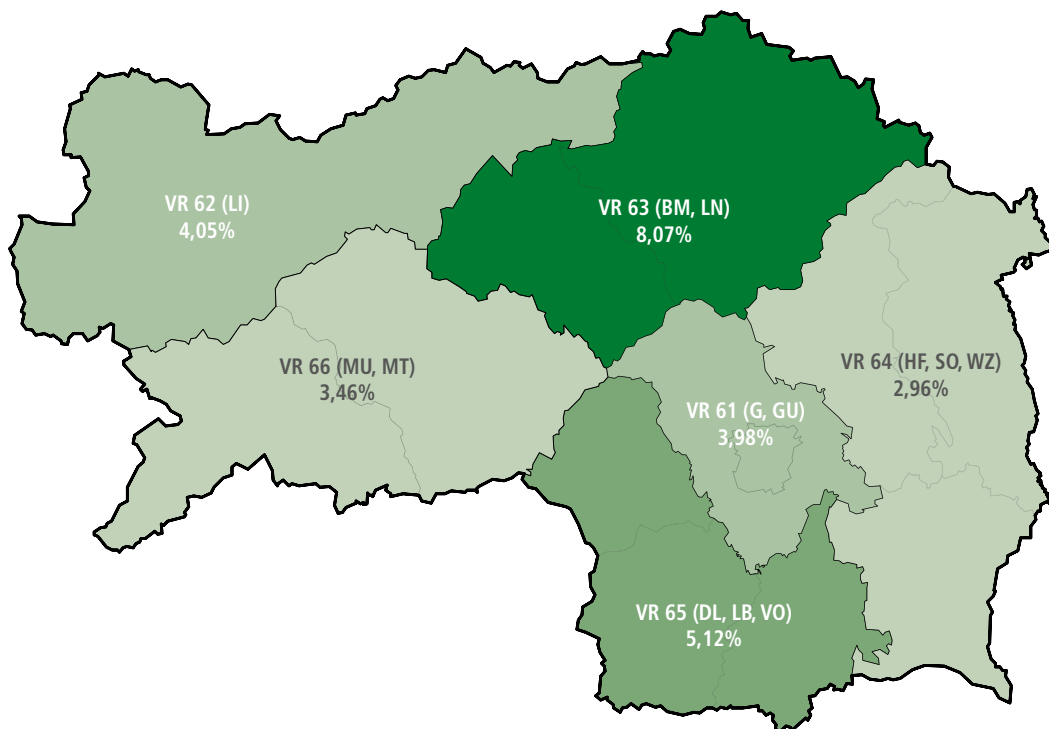 VR 62 (LI)
4,05%
VR 63 (BM, LN)
8,07%
VR 66 (MU, MT)
3,46%
VR 64 (HF, SO, WZ)
2,96%
VR 61 (G, GU)
3,98%
VR 65 (DL, LB, VO)
5,12%